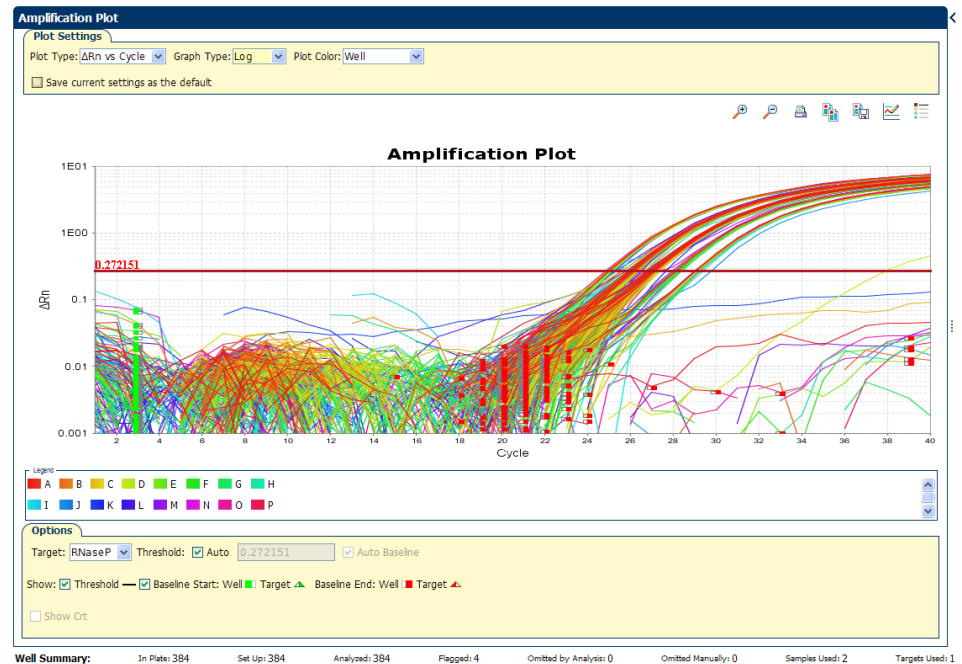 Amplification Plot
Plot Settings
Plot Type: ΔRn vs Cycle Graph Type: Log Plot Color: Well
Save current settings as the default
Amplification Plot
1E01
1E00
0.272151
0.1
0.01
0.001
ΔRn
2 4 6 8 10 12 14 16 18 20 22 24 26 28 30 32 34 36 38 40
Cycle
Legend
A B C D E F G H
I J K L M N O P
Options
Target: RNaseP Threshold: Auto 0.272151 Auto Baseline
Show: Threshold Baseline Start: Well Target Baseline End: Well Target
Show Crt
Well Summary: In Plate: 384 Set Up: 384 Analyzed: 384 Flagged: 4 Omitted by Analysis: 0 Omitted Manually: 0 Samples Used: 2 Targets Used: 1